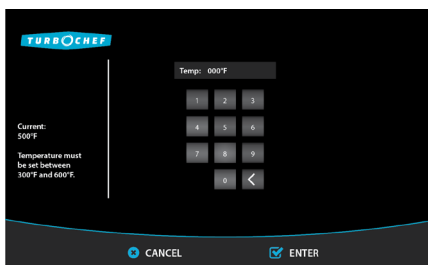 TURBOCHEF
Temp: 000°F
1 2 3
4 5 6
7 8 9
0
Current:
500°F
Temperature must
be set between
300°F and 600°F.
CANCEL
ENTER